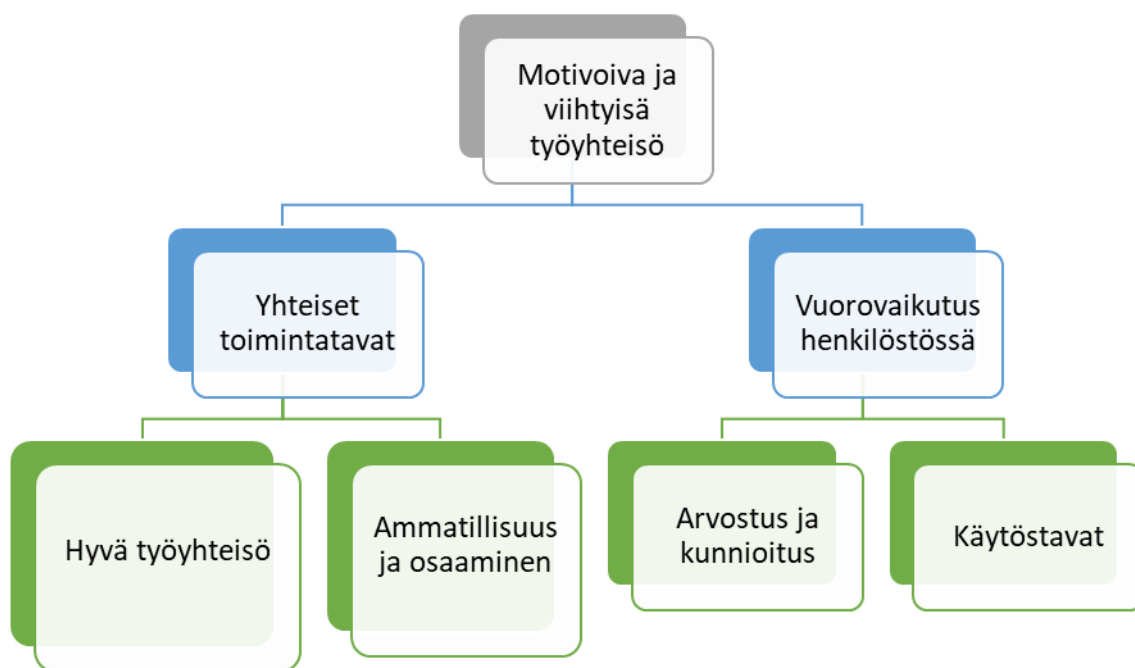 Motivoiva ja
viihtyisä
työyhteisö
Yhteiset
toimintatavat
Vuorovaikutus
henkilöstössä
Hyvä työyhteisö
Ammatillisuus
ja osaaminen
Arvostus ja
kunnioitus
Käytöstavat